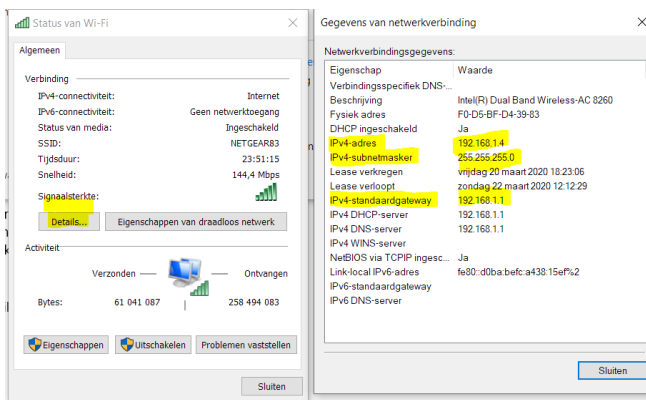 Status van Wi-Fi
Algemeen
Verbinding
IPv4-connectiviteit: Internet
IPv6-connectiviteit: Geen netwerktoegang
Status van media: Ingeschakeld
SSID: NETGEAR83
Tijdsduur: 23:51:15
Snelheid: 144,4 Mbps
Signaalsterkte:
Details... Eigenschappen van draadloos netwerk
Activiteit
Verzonden Ontvangen
Bytes: 61 041 087 258 494 083
Eigenschappen Uitschakelen Problemen vaststellen
Sluiten
Gegevens van netwerkverbinding
Netwerkverbindingsgegevens:
Eigenschap Waarde
Verbindingsspecifiek DNS-...
Beschrijving Intel(R) Dual Band Wireless-AC 8260
Fysiek adres F0-D5-BF-D4-39-83
DHCP ingeschakeld Ja
IPv4-adres 192.168.1.4
IPv4-subnetmasker 255.255.255.0
Lease verkregen vrijdag 20 maart 2020 18:23:06
Lease verloopt zondag 22 maart 2020 12:12:29
IPv4-standaardgateway 192.168.1.1
IPv4 DHCP-server 192.168.1.1
IPv4 DNS-server 192.168.1.1
IPv4 WINS-server
NetBIOS via TCPIP ingesc... Ja
Link-local IPv6-adres fe80::d0ba:befc:a438:15ef%2
IPv6-standaardgateway
IPv6 DNS-server
Sluiten